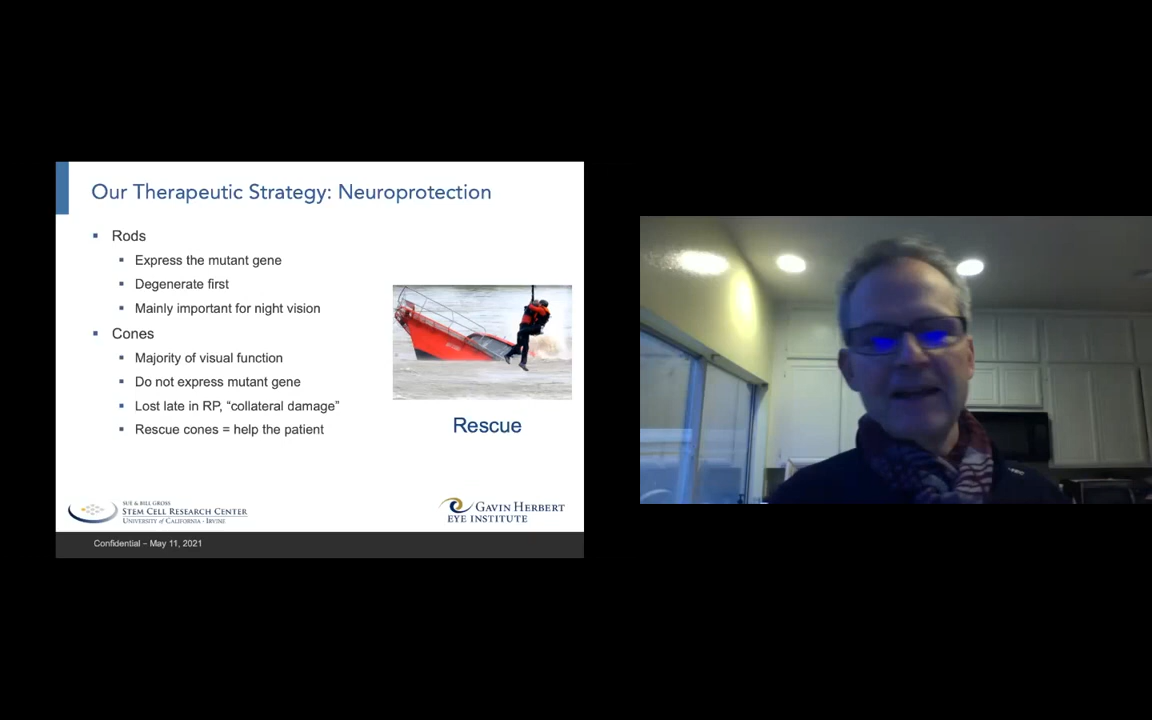 Our Therapeutic Strategy: Neuroprotection
Rods
Express the mutant gene
Degenerate first
Mainly important for night vision
Cones
Majority of visual function
Do not express mutant gene
Lost late in RP, “collateral damage”
Rescue cones = help the patient
Rescue
SUE & BILL GROSS
STEM CELL RESEARCH CENTER
UNIVERSITY of CALIFORNIA · IRVINE
GAVIN HERBERT
EYE INSTITUTE
Confidential – May 11, 2021